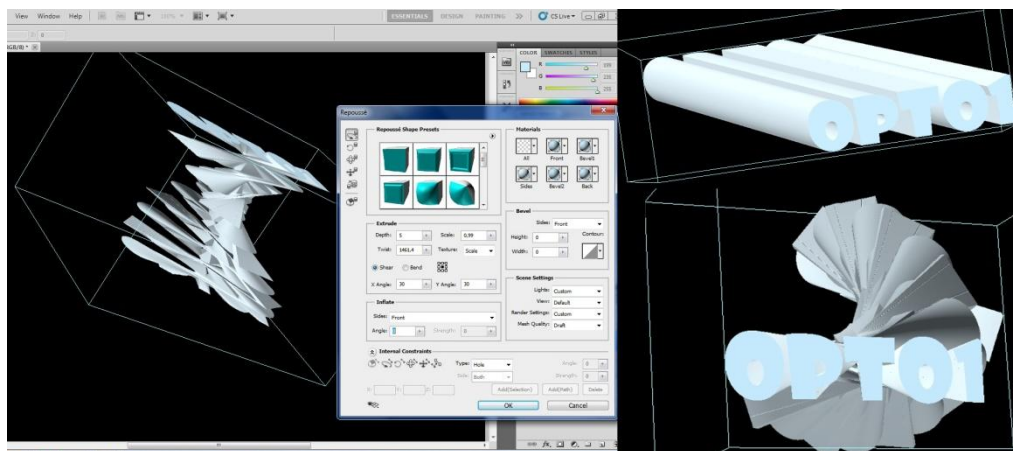 View Window Help 100% ESSENTIALS DESIGN PAINTING CS Live
COLOR SWATCHES STYLES
R
G
B
Repoussé
Repoussé Shape Presets
Materials
All Front Bevel1
Sides Bevel2 Back
Extrude
Depth: 5 Scale: 0,99
Twist: 1461,4 Texture: Scale
Shear Bend
X Angle: 30 Y Angle: 30
Bevel
Sides: Front
Height: 0 Contour:
Width: 0
Inflate
Sides: Front
Angle: Strength: 0
Scene Settings
Lights: Custom
View: Default
Render Settings: Custom
Mesh Quality: Draft
Internal Constraints
Type: Hole Angle: 0
Side: Both Strength: 0
X: Y: Z: Add(Selection) Add(Path) Delete
OK Cancel
fx.
OPTO1
OPTO1